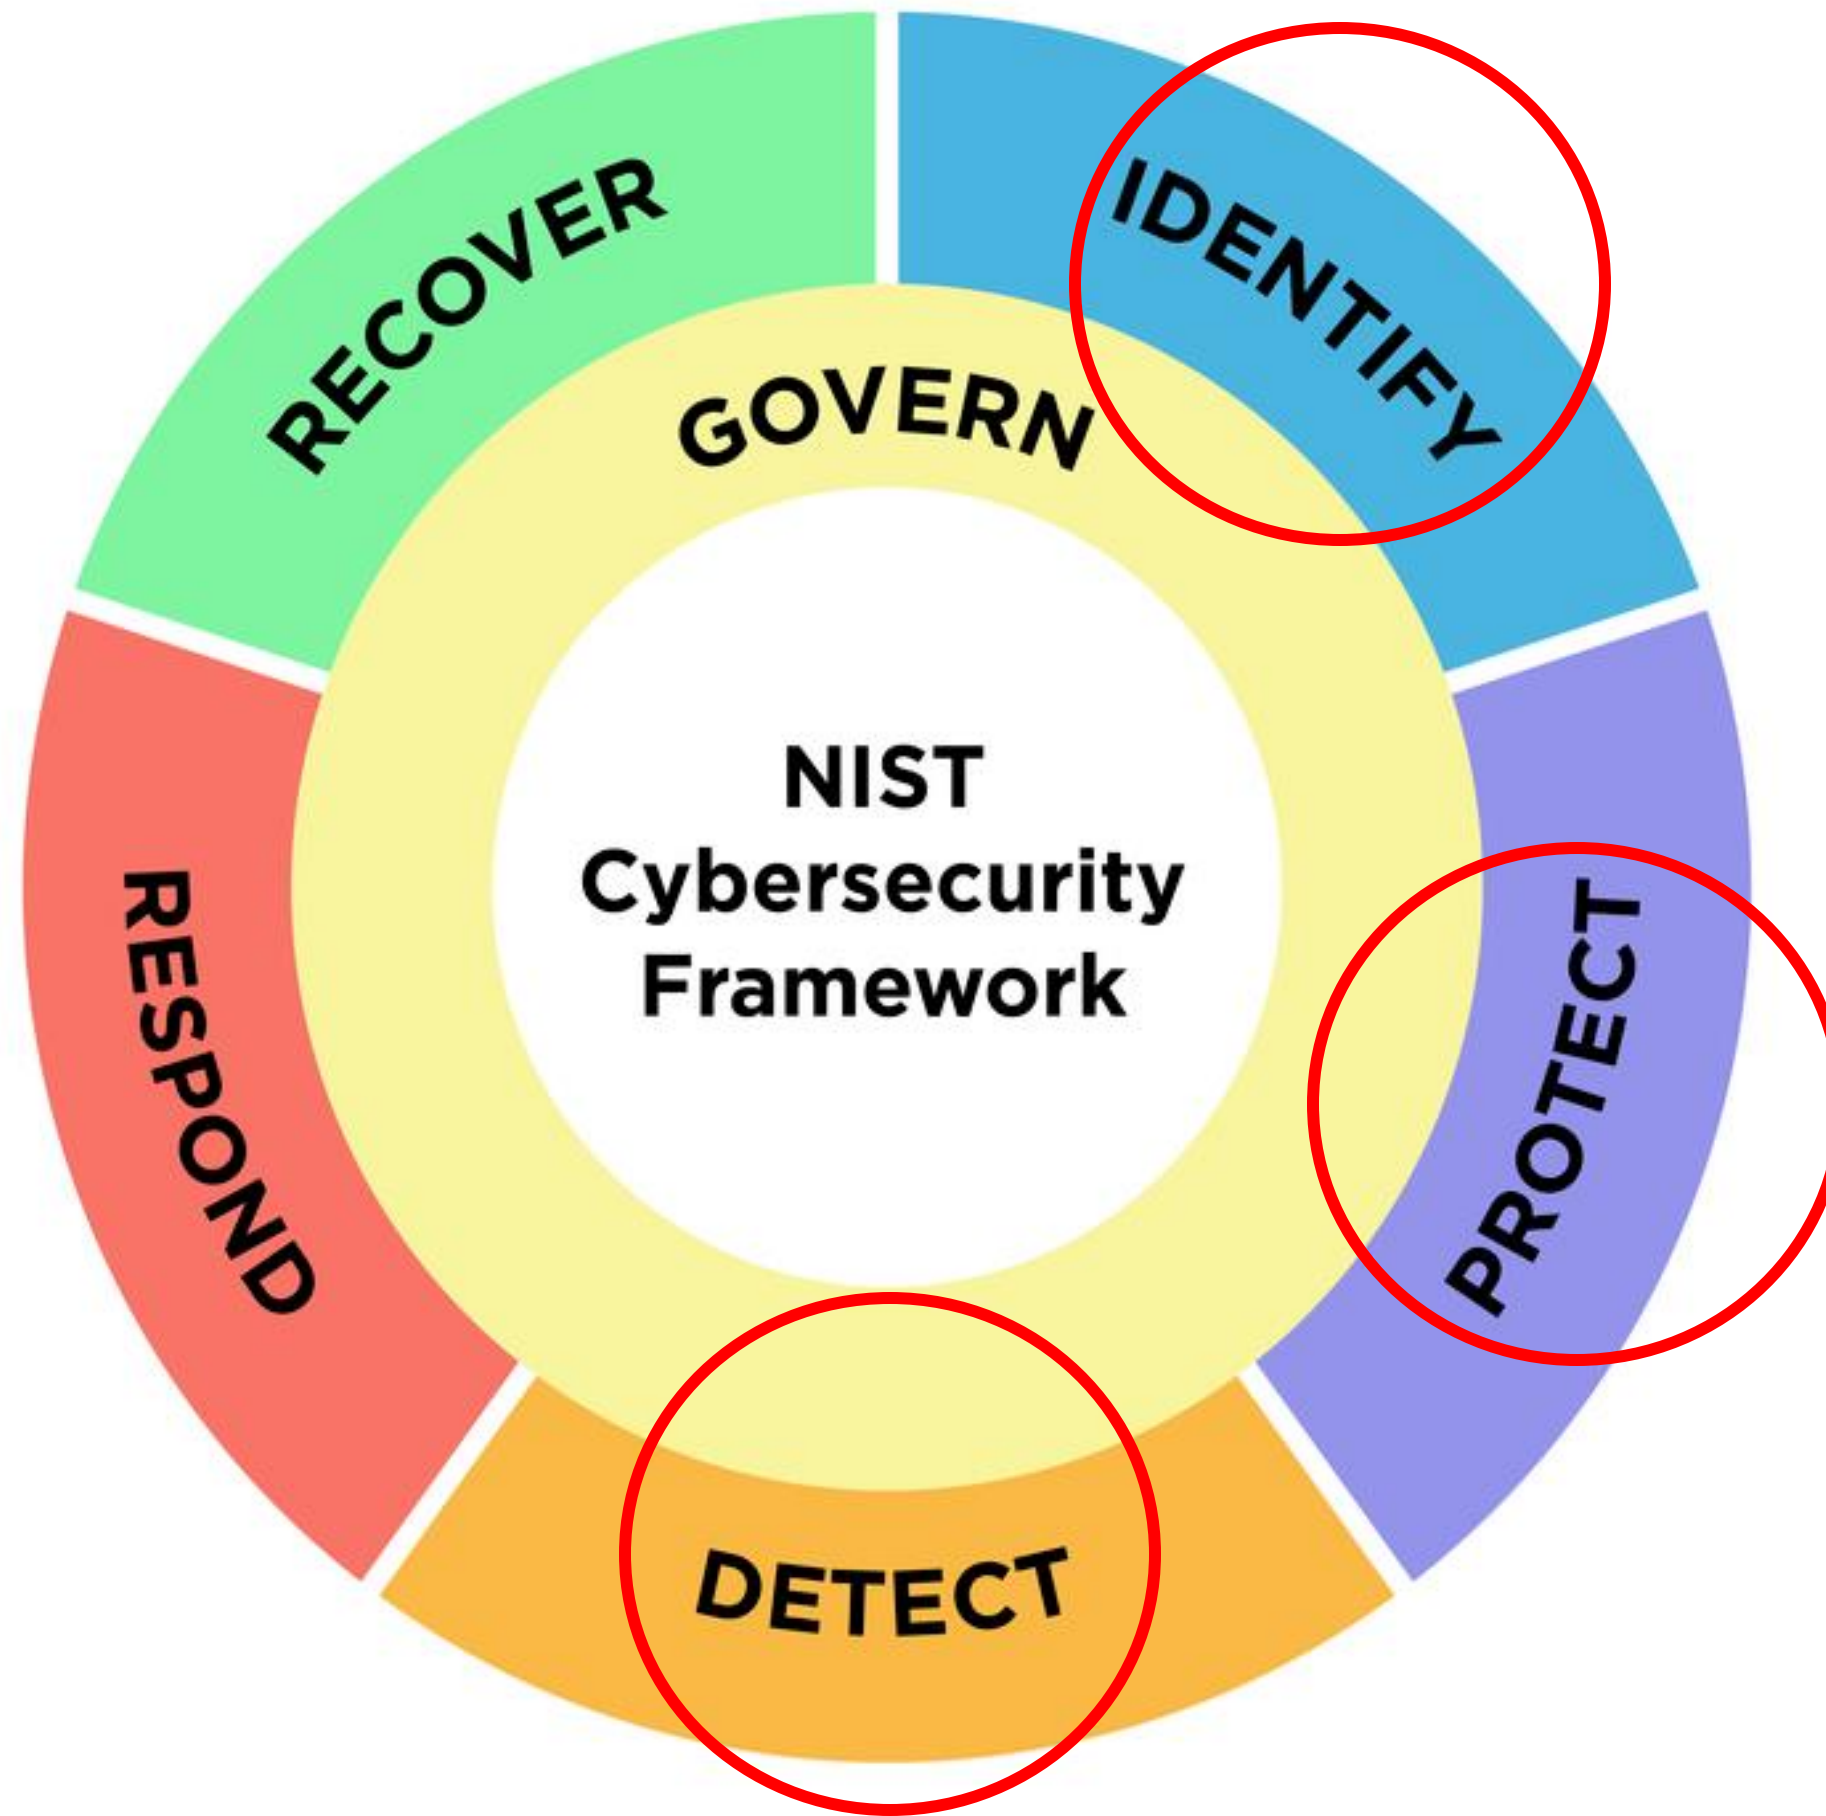 RECOVER
IDENTIFY
GOVERN
NIST
Cybersecurity
Framework
RESPOND
PROTECT
DETECT